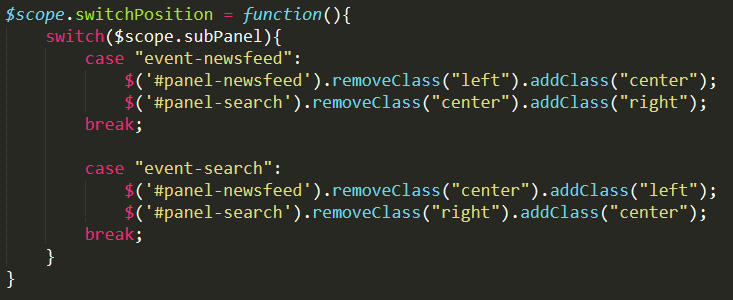 $scope.switchPosition = function(){
    switch($scope.subPanel){
        case "event-newsfeed":
            $('#panel-newsfeed').removeClass("left").addClass("center");
            $('#panel-search').removeClass("center").addClass("right");
        break;

        case "event-search":
            $('#panel-newsfeed').removeClass("center").addClass("left");
            $('#panel-search').removeClass("right").addClass("center");
        break;
    }
}